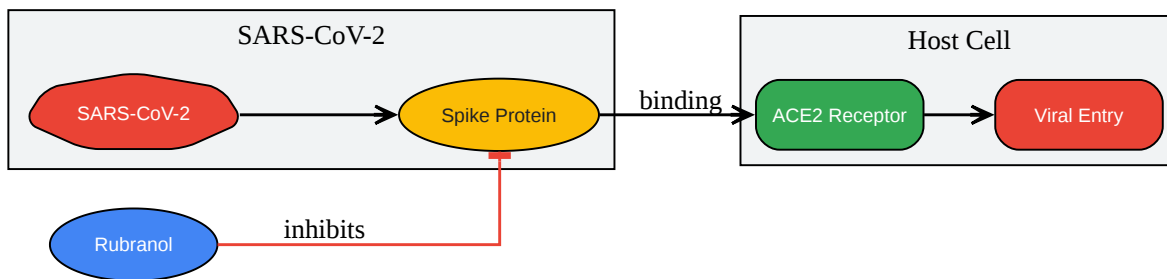 SARS-CoV-2
Host Cell
SARS-CoV-2
Spike Protein
binding
ACE2 Receptor
Viral Entry
Rubranol
inhibits